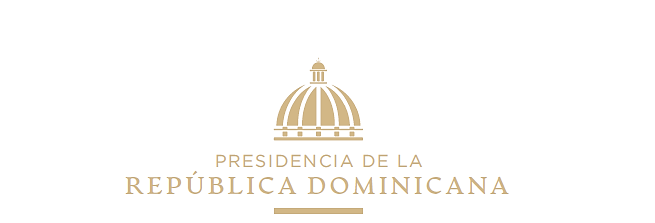 PRESIDENCIA DE LA
REPÚBLICA DOMINICANA